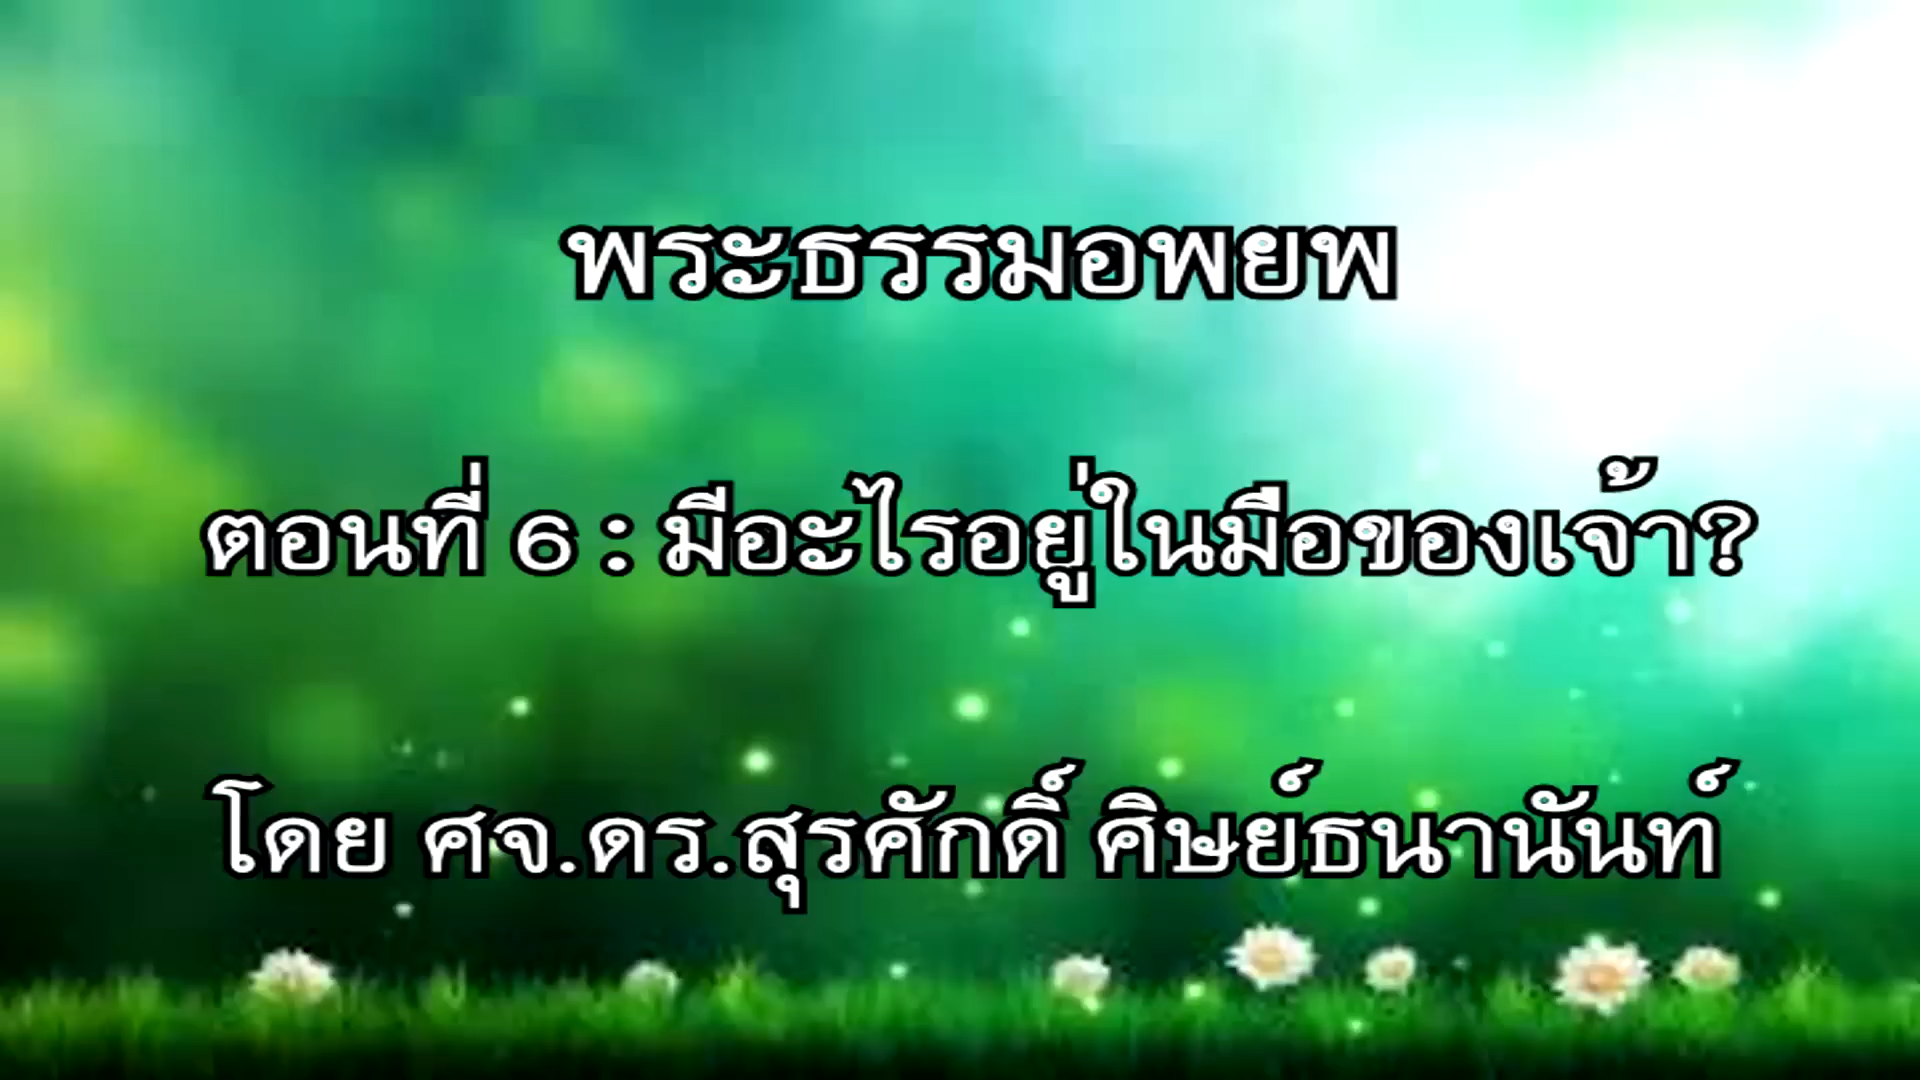 พระธรรมอพยพ
ตอนที่ 6 : มีอะไรอยู่ในมือของเจ้า?
โดย ศจ.ดร.สุรศักดิ์ ศิษย์ธนานันท์